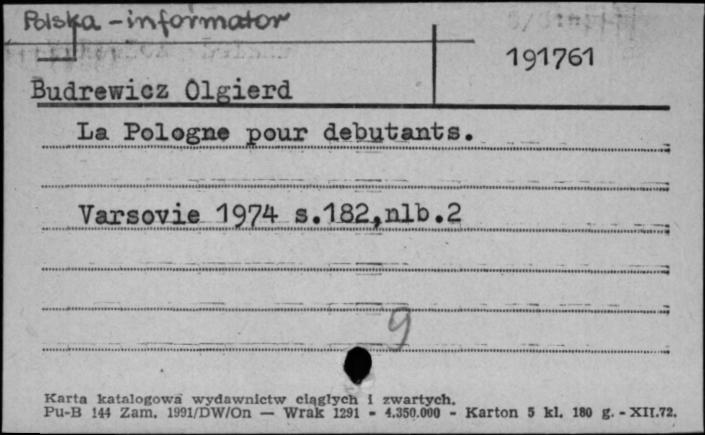 Polska - informator
191761
Budrewicz Olgierd
La Pologne pour debutants.
Varsovie 1974 s.182,nlb.2
9
Karta katalogowa wydawnictw ciągłych i zwartych.
Pu-B 144 Zam. 1991/DW/On — Wrak 1291 - 4.350.000 - Karton 5 kl. 180 g. - XII.72.